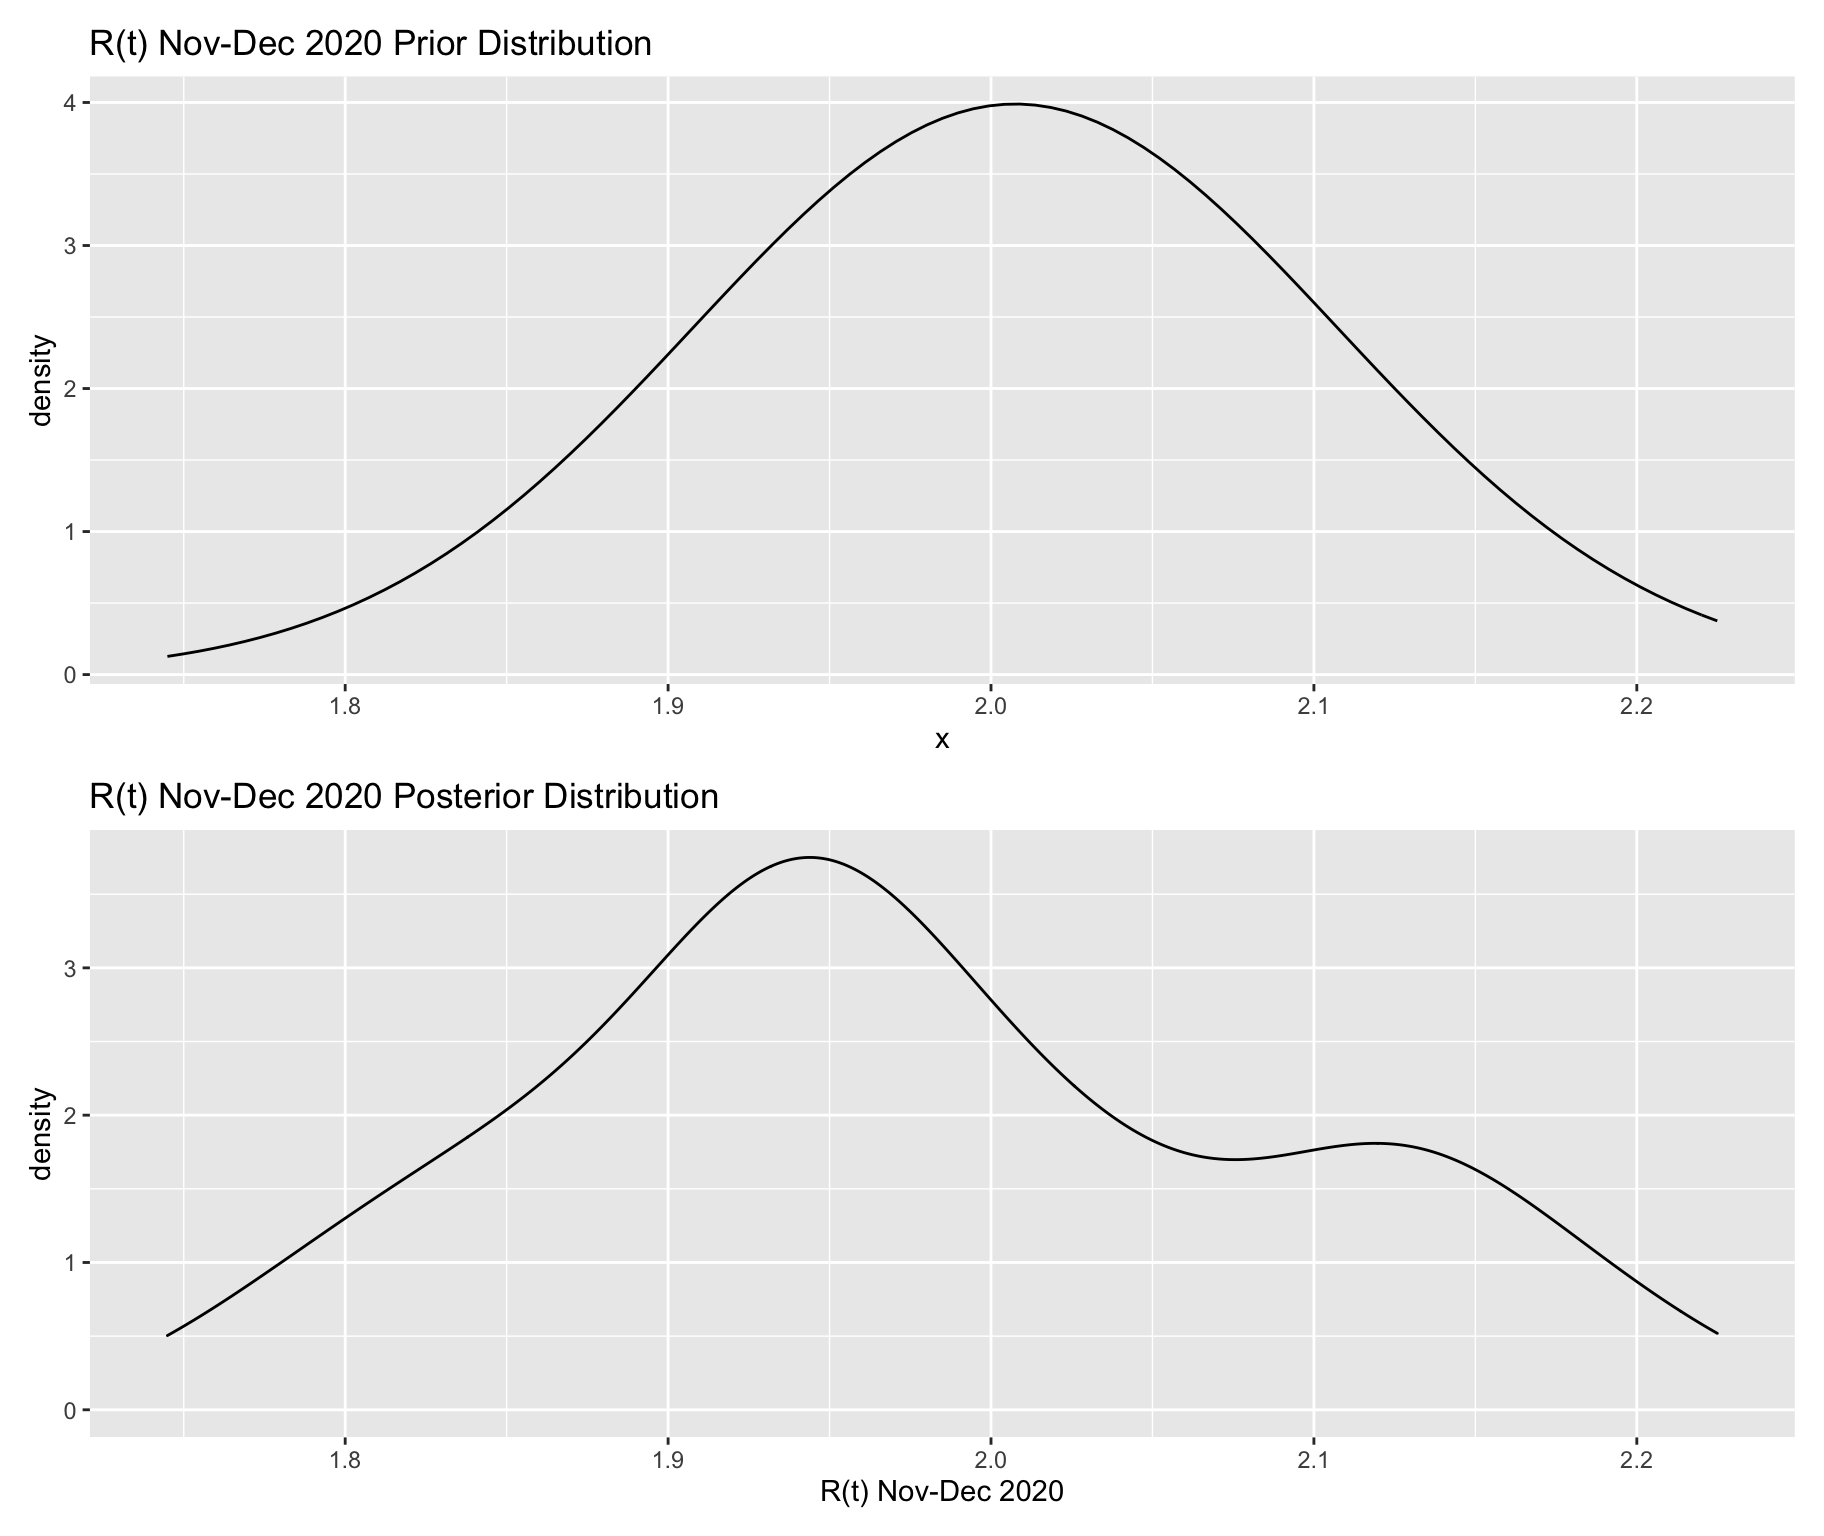 R(t) Nov-Dec 2020 Prior Distribution
4
3
2
1
0
density
1.8 1.9 2.0 2.1 2.2
x
R(t) Nov-Dec 2020 Posterior Distribution
3
2
1
0
density
1.8 1.9 2.0 2.1 2.2
R(t) Nov-Dec 2020